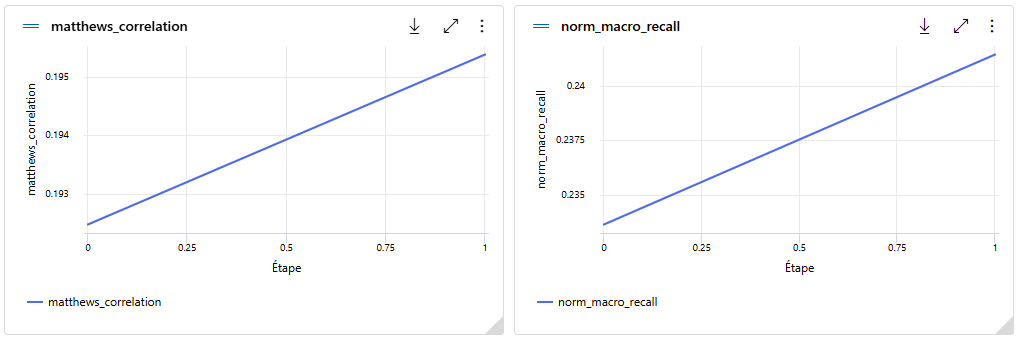 matthews_correlation
matthews_correlation
0.195
0.194
0.193
0
0.25
0.5
0.75
1
Étape
matthews_correlation
norm_macro_recall
norm_macro_recall
0.24
0.2375
0.235
0
0.25
0.5
0.75
1
Étape
norm_macro_recall